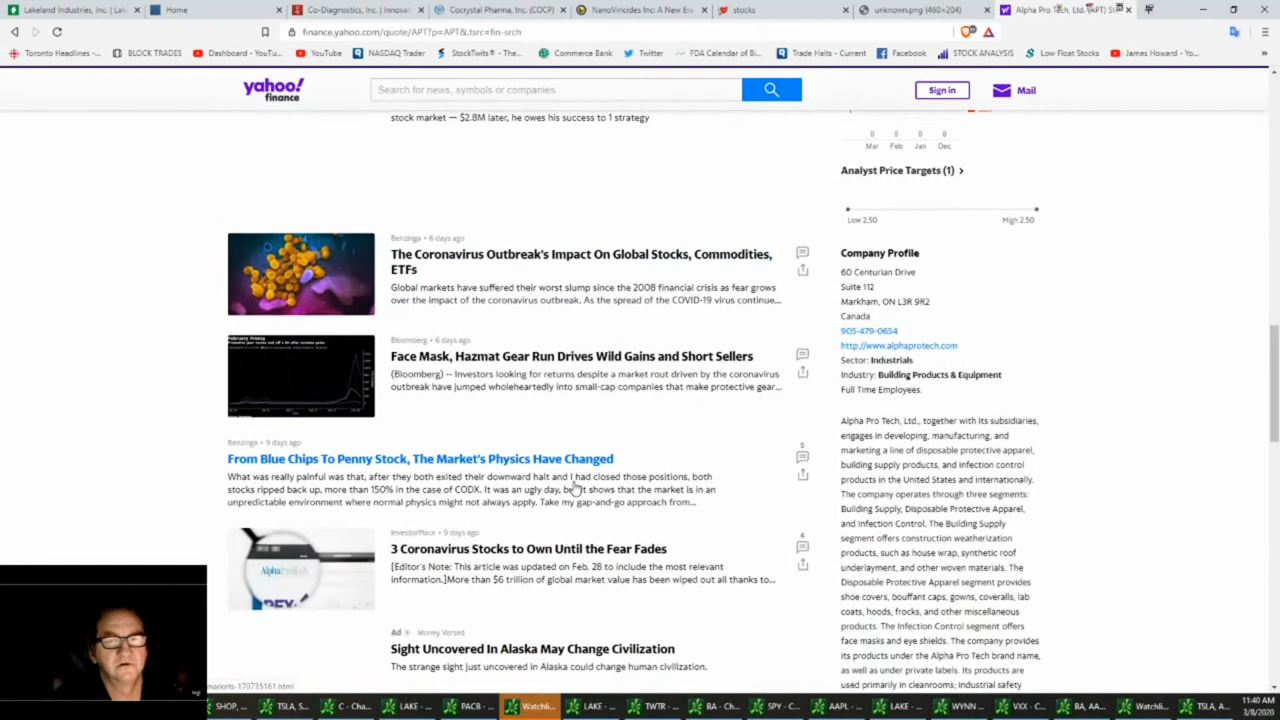 Lakeland Industries, Inc. | Lak
Home
Co-Diagnostics, Inc. | Innovat
Cocrystal Pharma, Inc. (COCP)
NanoViricides Inc: A New Era
stocks
unknown.png (460×204)
Alpha Pro Tech, Ltd. (APT) St
finance.yahoo.com/quote/APT?p=APT&.tsrc=fin-srch
Toronto Headlines -...
BLOCK TRADES
Dashboard - YouTu...
YouTube
NASDAQ Trader
StockTwits® - The...
Commerce Bank
Twitter
FDA Calendar of Bi...
Trade Halts - Current
Facebook
STOCK ANALYSIS
Low Float Stocks
James Howard - Yo...
yahoo!
finance
Search for news, symbols or companies
Sign in
Mail
stock market — $2.8M later, he owes his success to 1 strategy
0 0 0 0
Mar Feb Jan Dec
Analyst Price Targets (1)
Low 2.50 High 2.50
Benzinga • 6 days ago
The Coronavirus Outbreak's Impact On Global Stocks, Commodities,
ETFs
Global markets have suffered their worst slump since the 2008 financial crisis as fear grows
over the impact of the coronavirus outbreak. As the spread of the COVID-19 virus continue...
Bloomberg • 6 days ago
Face Mask, Hazmat Gear Run Drives Wild Gains and Short Sellers
(Bloomberg) -- Investors looking for returns despite a market rout driven by the coronavirus
outbreak have jumped wholeheartedly into small-cap companies that make protective gear...
Benzinga • 9 days ago
5
From Blue Chips To Penny Stock, The Market's Physics Have Changed
What was really painful was that, after they both exited their downward halt and I had closed those positions, both
stocks ripped back up, more than 150% in the case of CODX. It was an ugly day, but it shows that the market is in an
unpredictable environment where normal physics might not always apply. Take my gap-and-go approach from...
InvestorPlace • 9 days ago
4
3 Coronavirus Stocks to Own Until the Fear Fades
[Editor's Note: This article was updated on Feb. 28 to include the most relevant
information.]More than $6 trillion of global market value has been wiped out all thanks to...
AlphaProTech
Ad
Money Versed
Sight Uncovered In Alaska May Change Civilization
The strange sight just uncovered in Alaska could change human civilization.
Company Profile
60 Centurian Drive
Suite 112
Markham, ON L3R 9R2
Canada
905-479-0654
http://www.alphaprotech.com
Sector: Industrials
Industry: Building Products & Equipment
Full Time Employees:
Alpha Pro Tech, Ltd., together with its subsidiaries,
engages in developing, manufacturing, and
marketing a line of disposable protective apparel,
building supply products, and infection control
products in the United States and Internationally.
The company operates through three segments:
Building Supply, Disposable Protective Apparel,
and Infection Control. The Building Supply
segment offers construction weatherization
products, such as house wrap, synthetic roof
underlayment, and other woven materials. The
Disposable Protective Apparel segment provides
shoe covers, bouffant caps, gowns, coveralls, lab
coats, hoods, frocks, and other miscellaneous
products. The Infection Control segment offers
face masks and eye shields. The company provides
its products under the Alpha Pro Tech brand name,
as well as under private labels. Its products are
used primarily in cleanrooms; industrial safety
markets-170735161.html
SHOP, ...
TSLA, S...
C - Cha...
LAKE - ...
PACB - ...
Watchli...
LAKE - ...
TWTR - ...
BA - Ch...
SPY - C...
AAPL - ...
LAKE - ...
WYNN ...
VXX - C...
BA, AA...
Watchli...
TSLA, A...
11:40 AM
3/8/2020